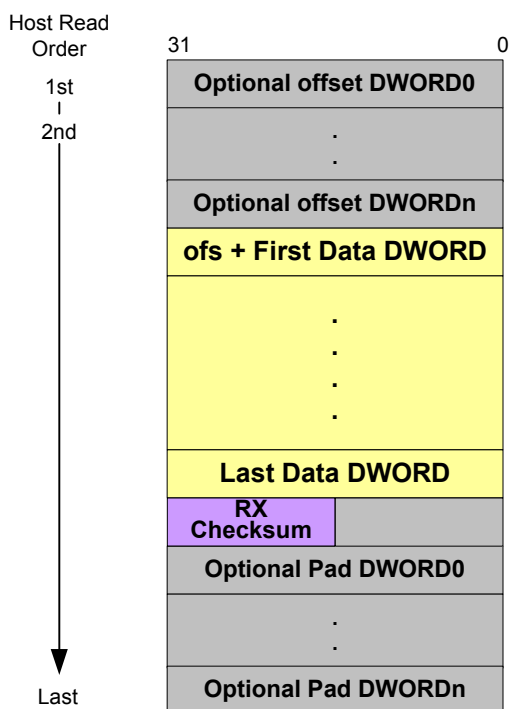 Host Read
Order
31
0
1st
Optional offset DWORD0
2nd
.
.
Optional offset DWORDn
ofs + First Data DWORD
.
.
.
.
Last Data DWORD
RX
Checksum
Optional Pad DWORD0
.
.
Last
Optional Pad DWORDn